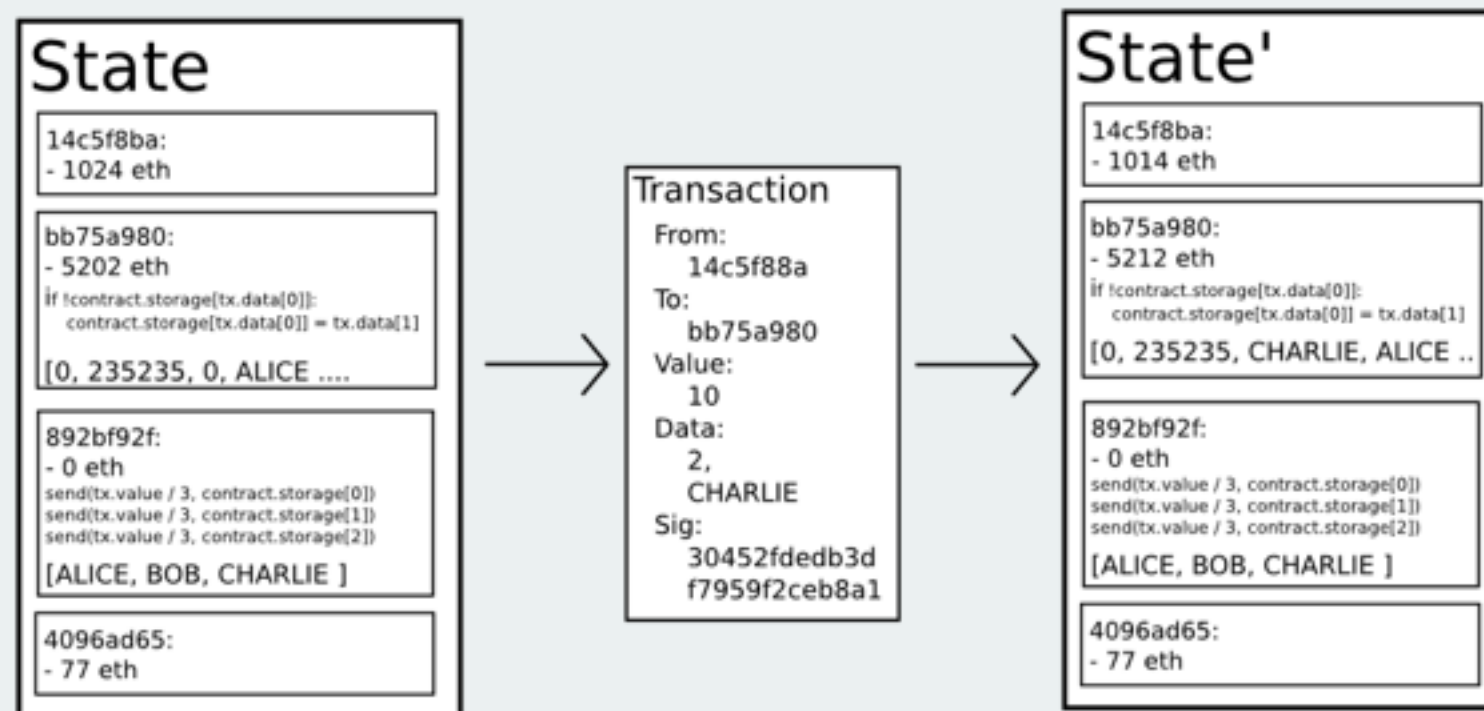 State
14c5f8ba:
- 1024 eth
bb75a980:
- 5202 eth
if !contract.storage[tx.data[0]]:
contract.storage[tx.data[0]] = tx.data[1]
[0, 235235, 0, ALICE ....
892bf92f:
- 0 eth
send(tx.value / 3, contract.storage[0])
send(tx.value / 3, contract.storage[1])
send(tx.value / 3, contract.storage[2])
[ALICE, BOB, CHARLIE ]
4096ad65:
- 77 eth
Transaction
From:
14c5f88a
To:
bb75a980
Value:
10
Data:
2,
CHARLIE
Sig:
30452fdedb3d
f7959f2ceb8a1
State'
14c5f8ba:
- 1014 eth
bb75a980:
- 5212 eth
if !contract.storage[tx.data[0]]:
contract.storage[tx.data[0]] = tx.data[1]
[0, 235235, CHARLIE, ALICE ..
892bf92f:
- 0 eth
send(tx.value / 3, contract.storage[0])
send(tx.value / 3, contract.storage[1])
send(tx.value / 3, contract.storage[2])
[ALICE, BOB, CHARLIE ]
4096ad65:
- 77 eth